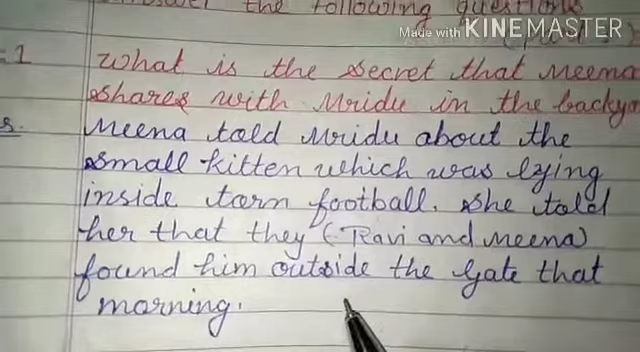 the following questions
Made with KINEMASTER
1 What is the secret that Meena
shares with Mridu in the backya
s. Meena told Mridu about the
small kitten which was lying
inside torn football. She told
her that they (Ravi and Meena)
found him outside the gate that
morning.